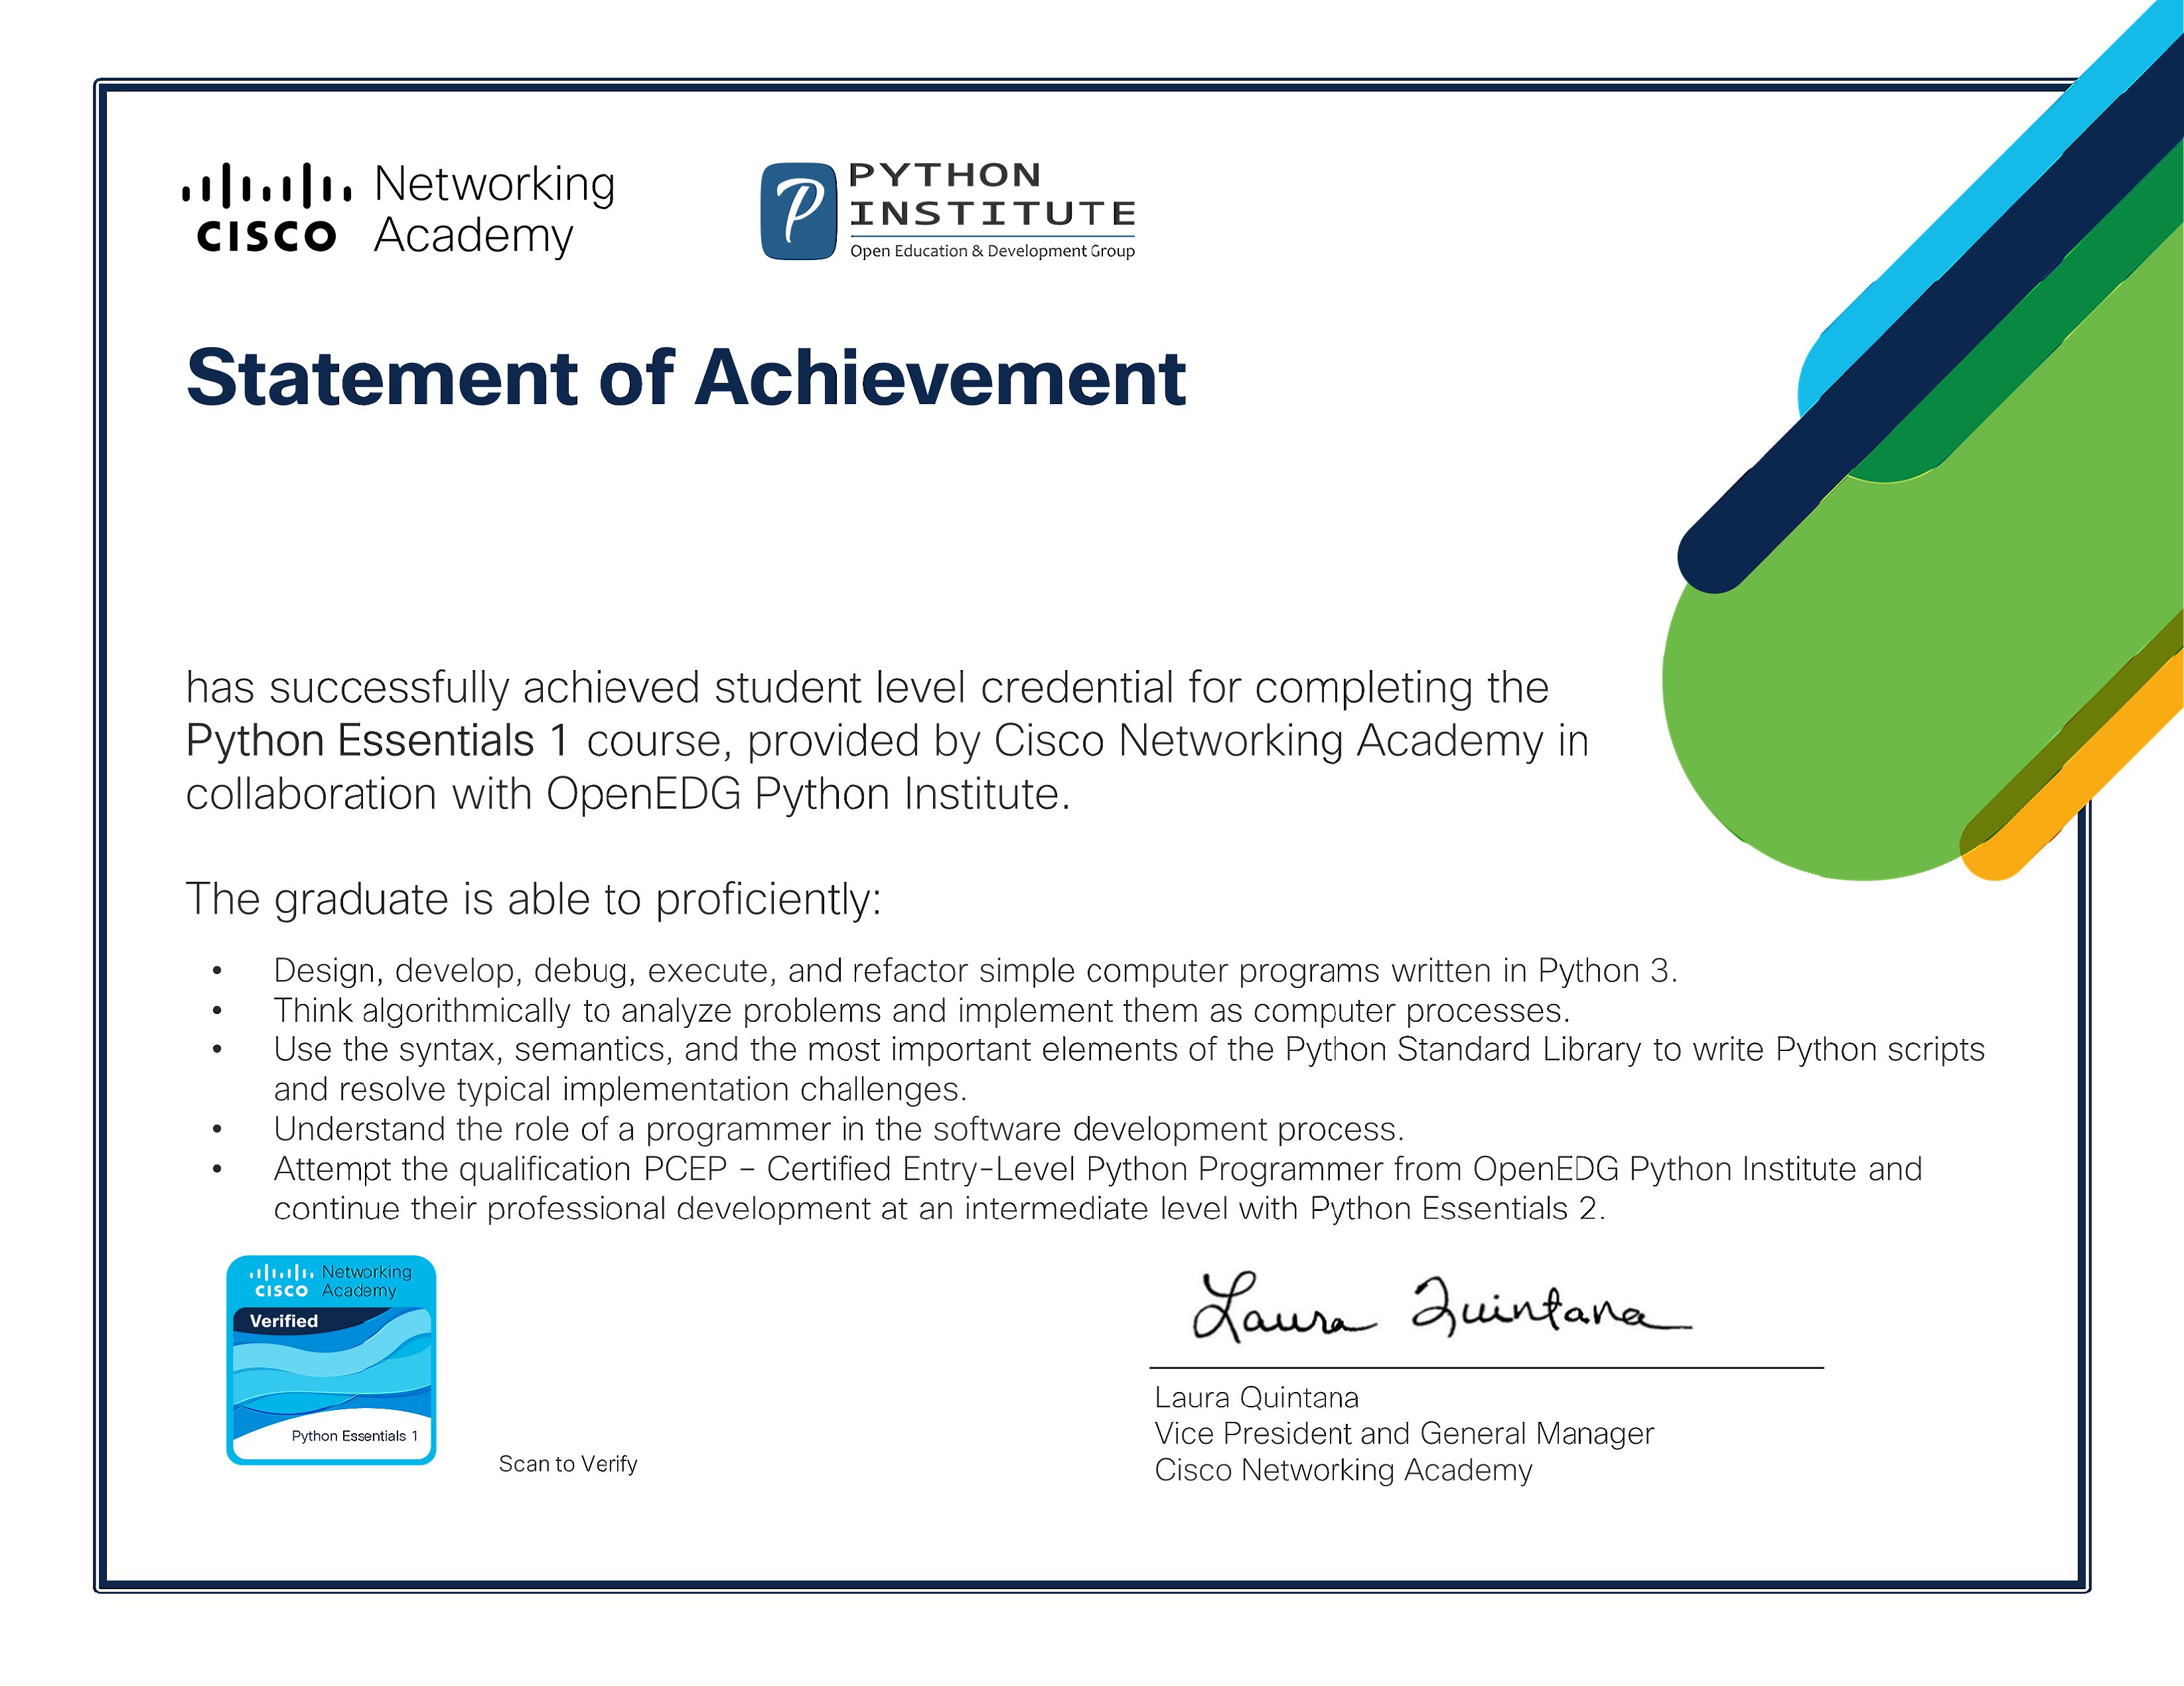 CISCO Networking Academy
PYTHON INSTITUTE
Open Education & Development Group
Statement of Achievement
has successfully achieved student level credential for completing the
Python Essentials 1 course, provided by Cisco Networking Academy in
collaboration with OpenEDG Python Institute.
The graduate is able to proficiently:
• Design, develop, debug, execute, and refactor simple computer programs written in Python 3.
• Think algorithmically to analyze problems and implement them as computer processes.
• Use the syntax, semantics, and the most important elements of the Python Standard Library to write Python scripts
and resolve typical implementation challenges.
• Understand the role of a programmer in the software development process.
• Attempt the qualification PCEP – Certified Entry-Level Python Programmer from OpenEDG Python Institute and
continue their professional development at an intermediate level with Python Essentials 2.
CISCO Networking Academy
Verified
Python Essentials 1
Scan to Verify
Laura Quintana
Laura Quintana
Vice President and General Manager
Cisco Networking Academy